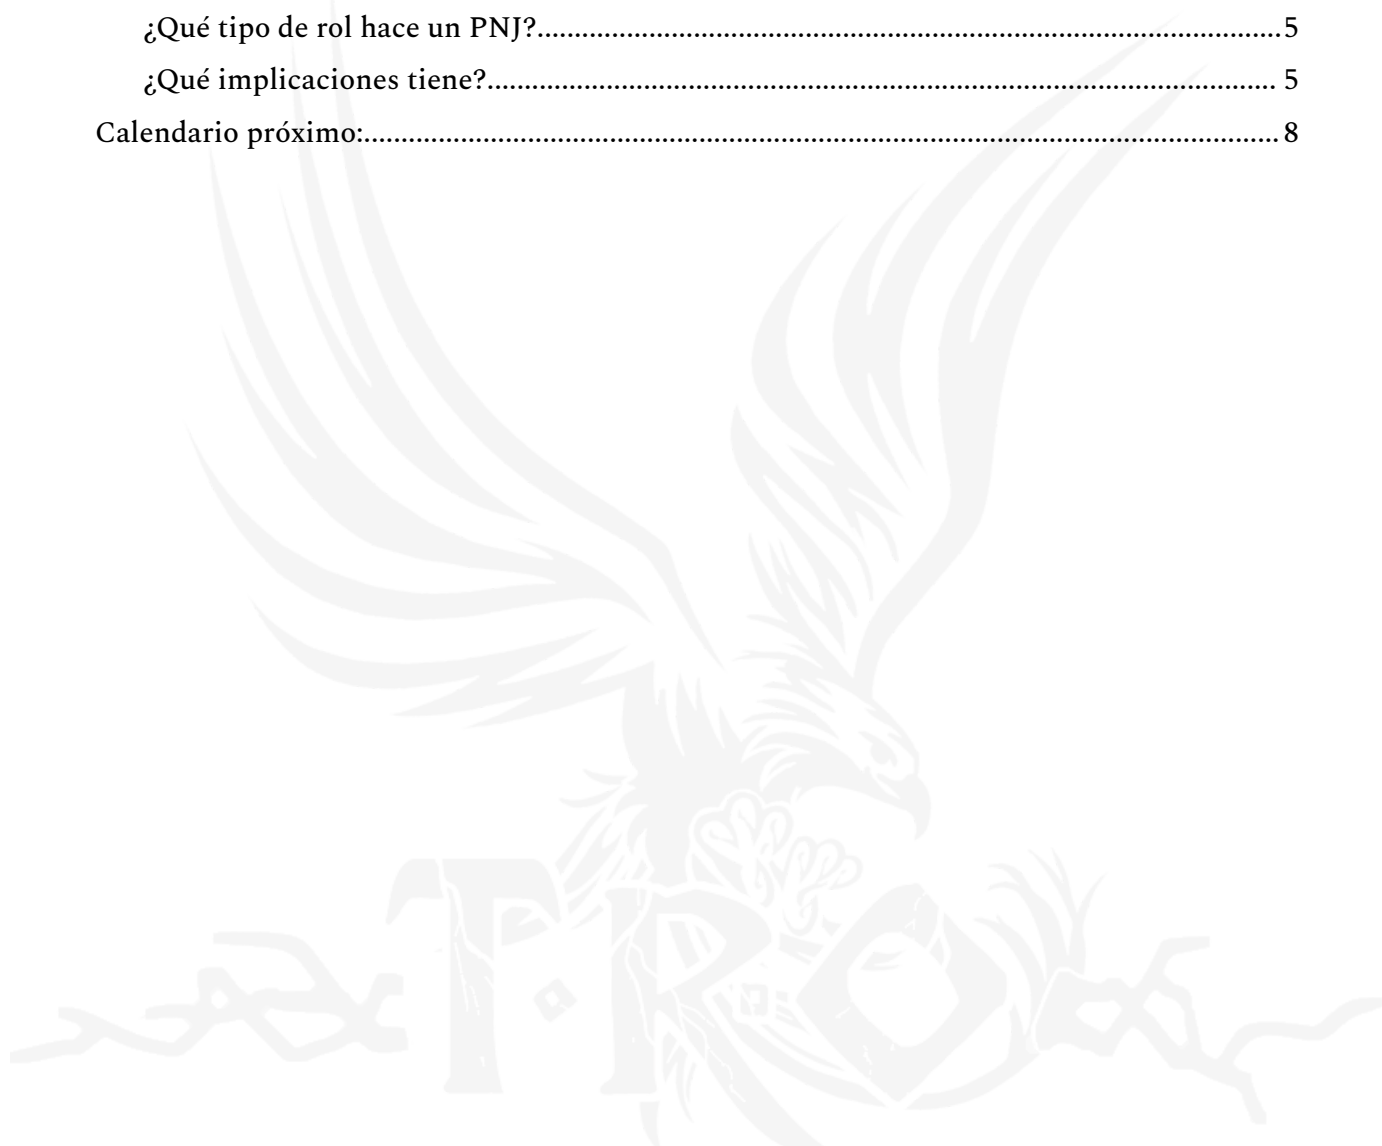 ¿Qué tipo de rol hace un PNJ?.....................................................................................................5
¿Qué implicaciones tiene?........................................................................................................... 5
Calendario próximo:............................................................................................................................ 8
T·R·O